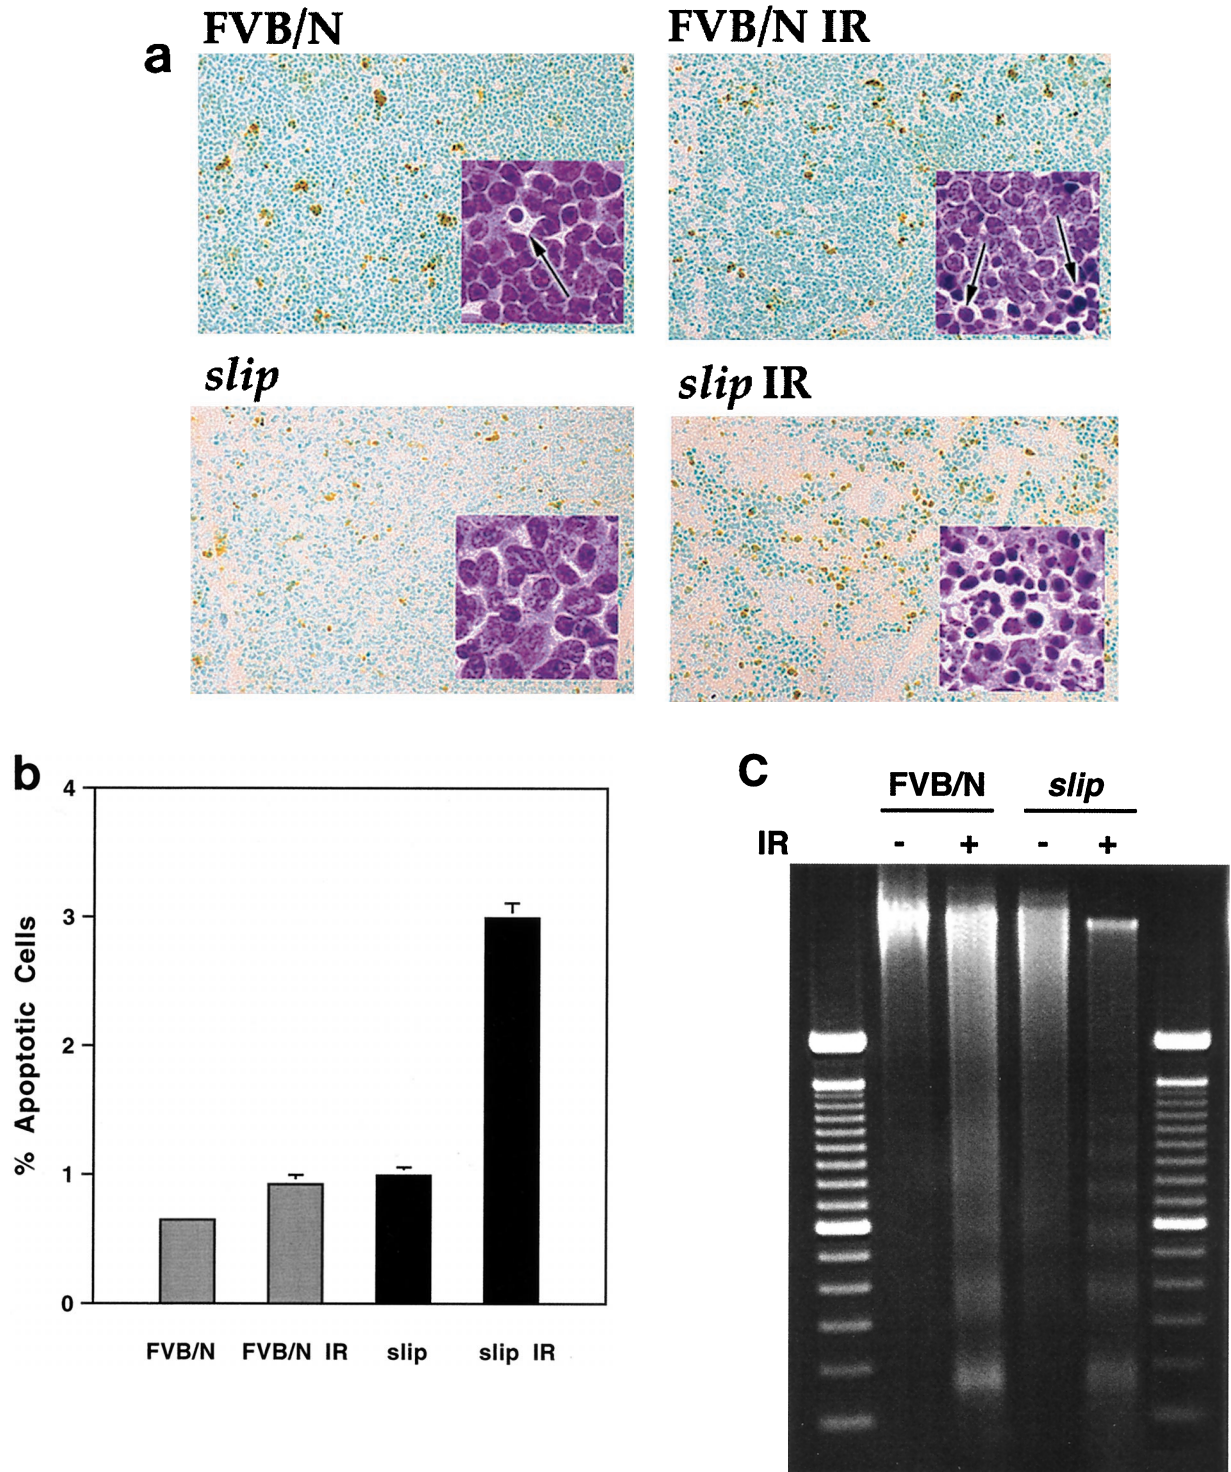 a
FVB/N
FVB/N IR
slip
slip IR
b
4
3
2
1
0
% Apoptotic Cells
FVB/N FVB/N IR slip slip IR
C
FVB/N slip
IR - + - +